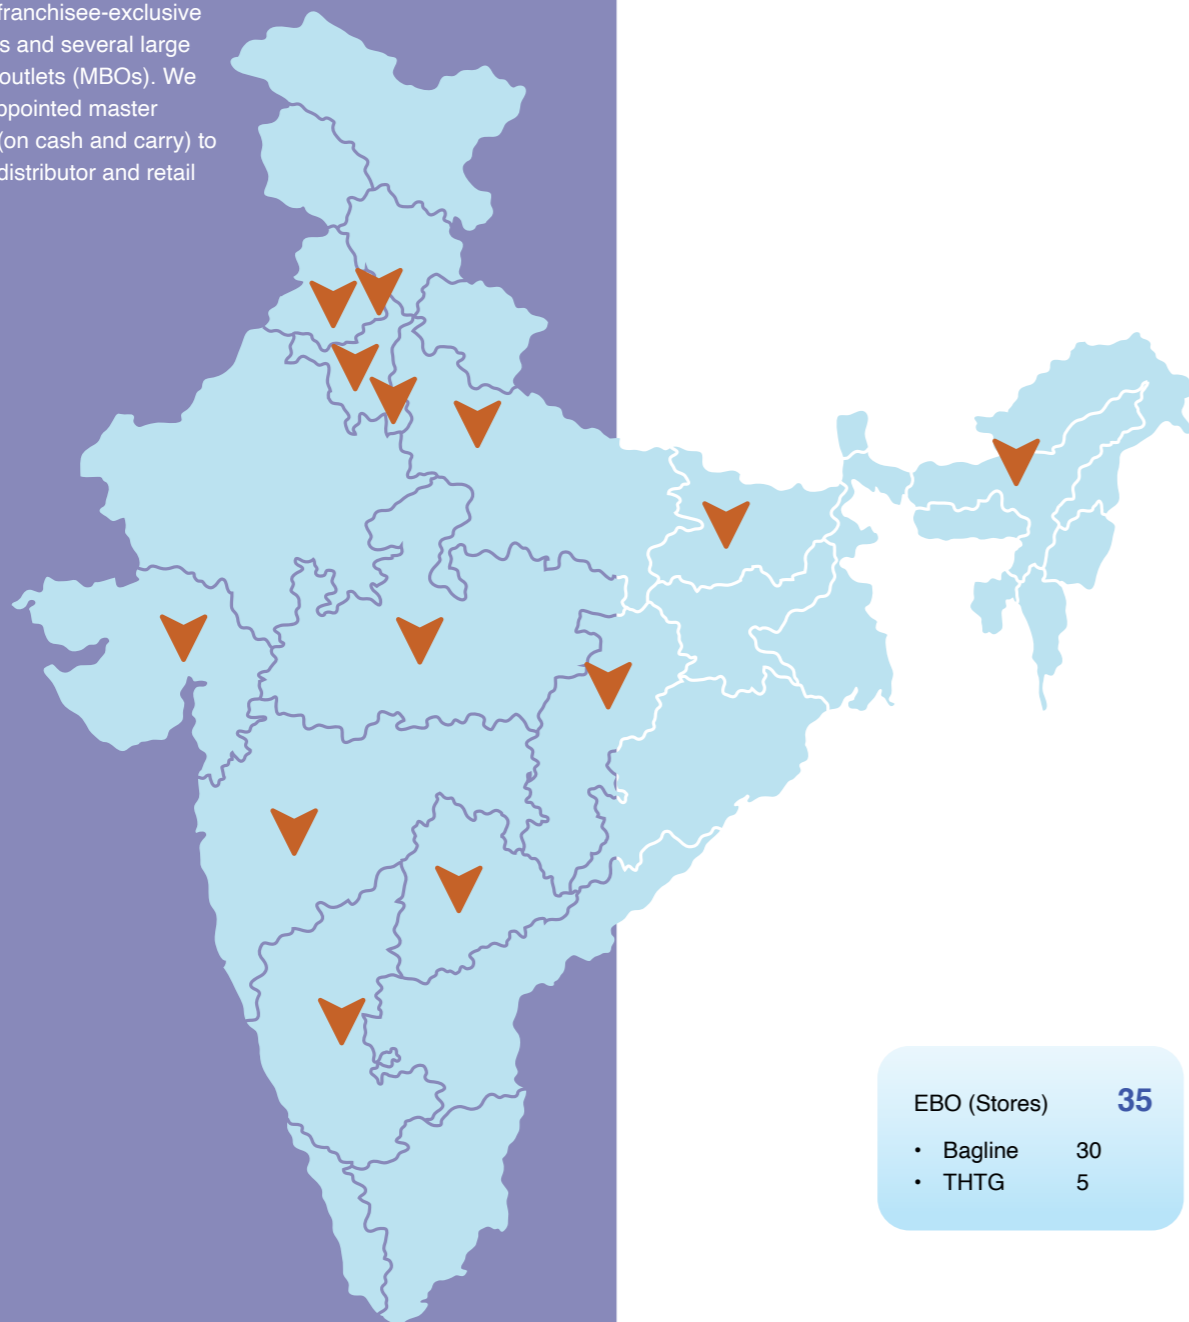 franchisee-exclusive
s and several large
outlets (MBOs). We
ppointed master
(on cash and carry) to
distributor and retail
EBO (Stores) 35
• Bagline 30
• THTG 5